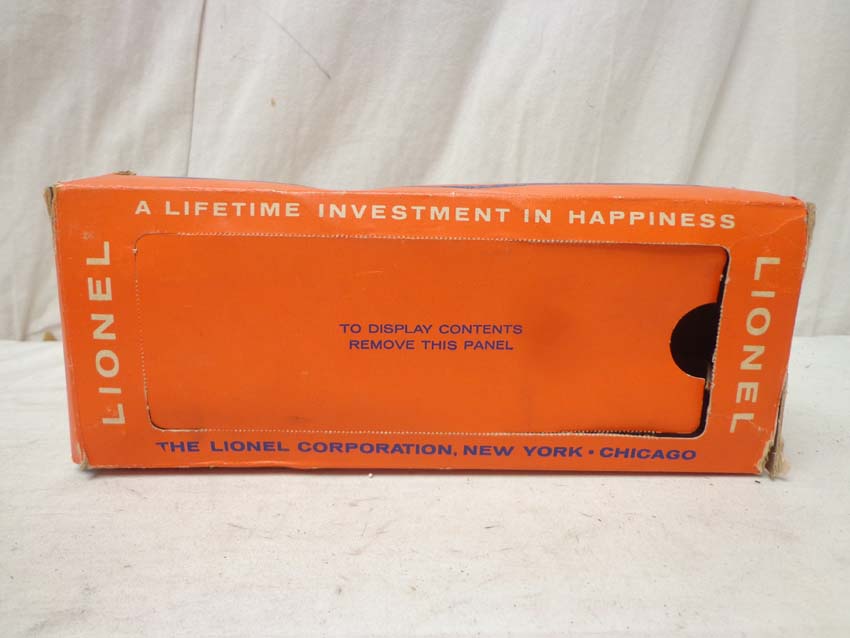 A LIFETIME INVESTMENT IN HAPPINESS
LIONEL
TO DISPLAY CONTENTS
REMOVE THIS PANEL
LIONEL
THE LIONEL CORPORATION, NEW YORK • CHICAGO